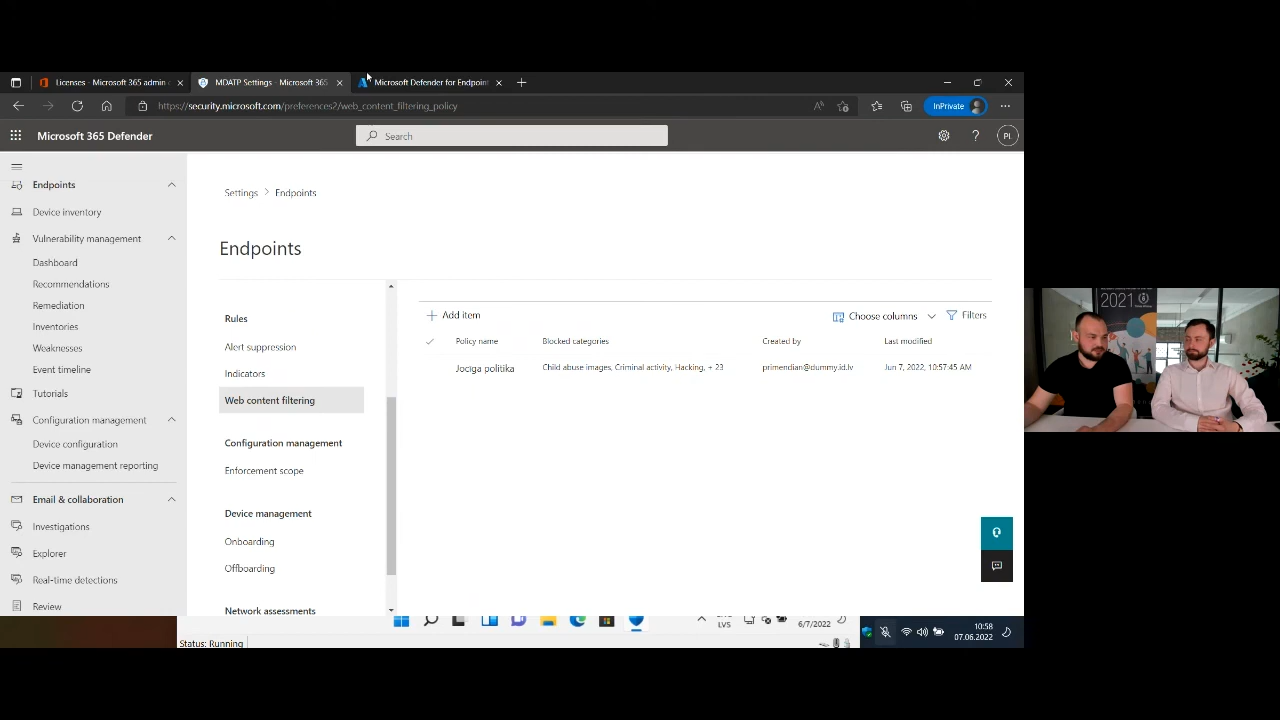 Licenses - Microsoft 365 admin c
MDATP Settings - Microsoft 365
Microsoft Defender for Endpoint
https://security.microsoft.com/preferences2/web_content_filtering_policy
InPrivate
Microsoft 365 Defender
Search
PL
Endpoints
Device inventory
Vulnerability management
Dashboard
Recommendations
Remediation
Inventories
Weaknesses
Event timeline
Tutorials
Configuration management
Device configuration
Device management reporting
Email & collaboration
Investigations
Explorer
Real-time detections
Review
Settings > Endpoints
Endpoints
Rules
Alert suppression
Indicators
Web content filtering
Configuration management
Enforcement scope
Device management
Onboarding
Offboarding
Network assessments
Add item
Choose columns
Filters
Policy name Blocked categories Created by Last modified
Jociga politika Child abuse images, Criminal activity, Hacking, + 23 primendian@dummy.id.lv Jun 7, 2022, 10:57:45 AM
2021
LVS
6/7/2022
Status: Running
10:58
07.06.2022